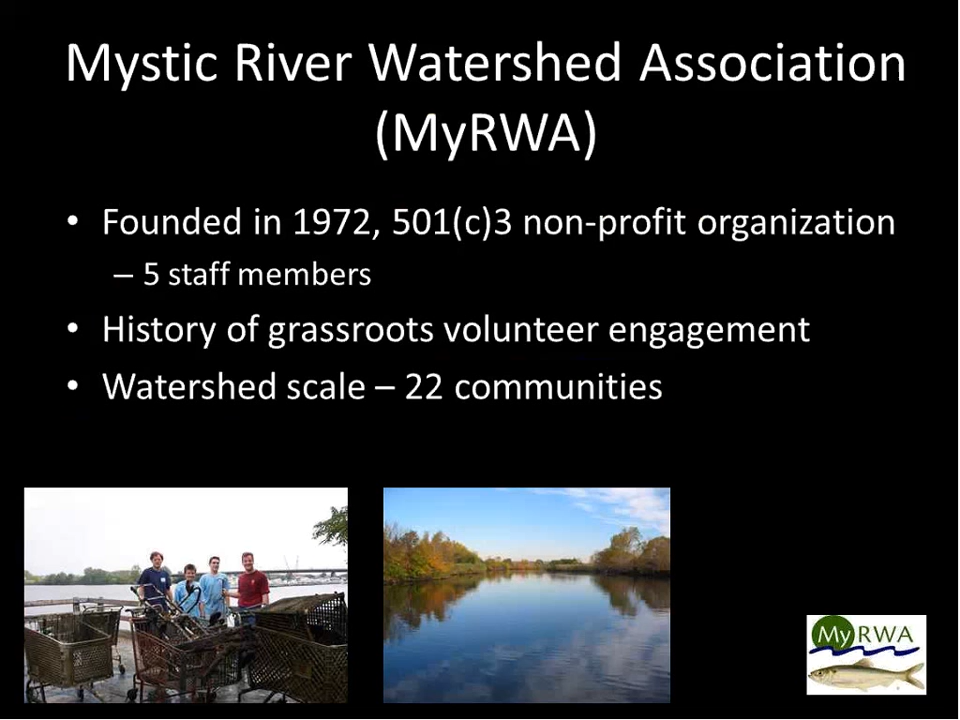 Mystic River Watershed Association
(MyRWA)
• Founded in 1972, 501(c)3 non-profit organization
– 5 staff members
• History of grassroots volunteer engagement
• Watershed scale – 22 communities
MyRWA